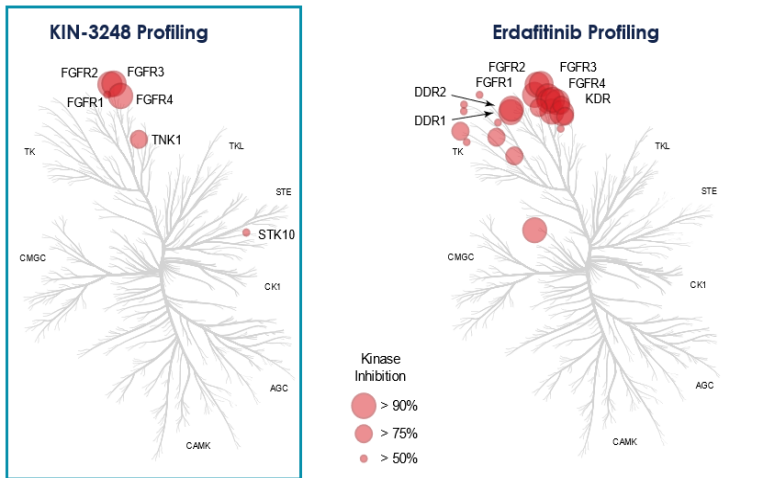 KIN-3248 Profiling
FGFR2
FGFR3
FGFR1
FGFR4
TNK1
TK
TKL
STE
STK10
CMGC
CK1
AGC
CAMK
Erdafitinib Profiling
FGFR2
FGFR3
FGFR1
FGFR4
DDR2
KDR
DDR1
TK
TKL
STE
CMGC
CK1
AGC
CAMK
Kinase
Inhibition
> 90%
> 75%
> 50%